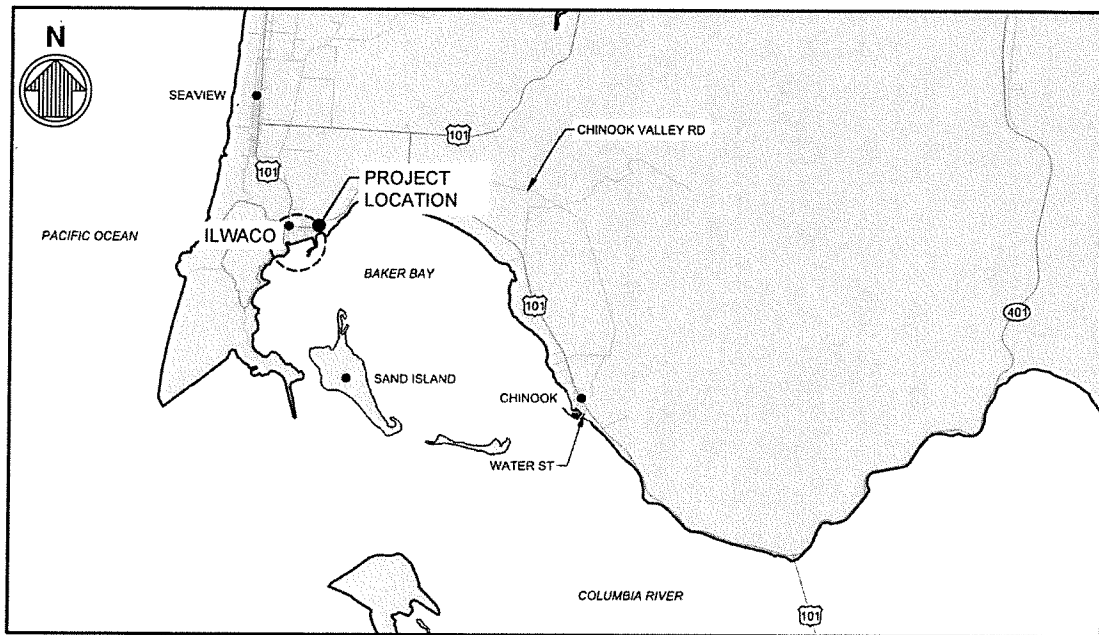 N
SEAVIEW
101
CHINOOK VALLEY RD
101
PROJECT
LOCATION
PACIFIC OCEAN
ILWACO
BAKER BAY
101
401
SAND ISLAND
CHINOOK
WATER ST
COLUMBIA RIVER
101